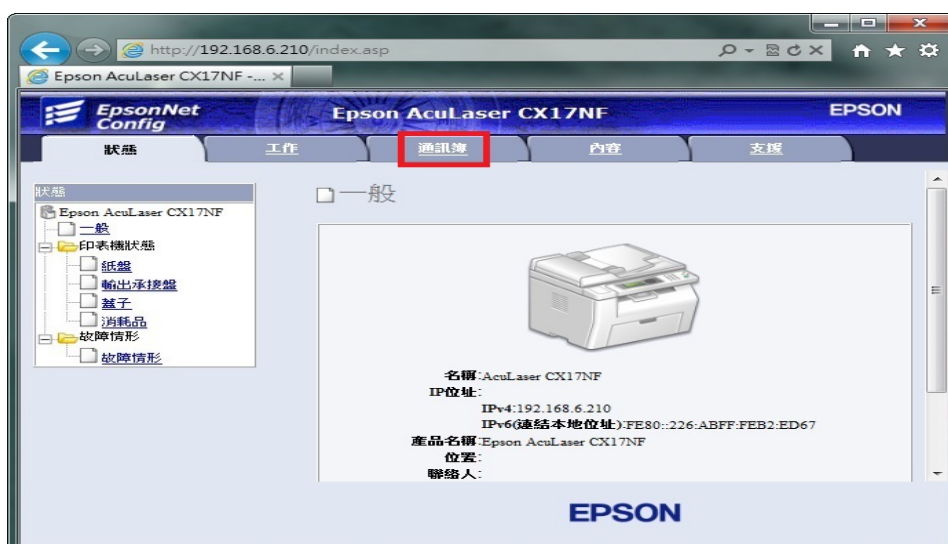 http://192.168.6.210/index.asp
Epson AcuLaser CX17NF -...
EpsonNet
Config
Epson AcuLaser CX17NF
EPSON
狀態
工作
通訊簿
內容
支援
狀態
Epson AcuLaser CX17NF
一般
印表機狀態
紙盤
輸出承接盤
蓋子
消耗品
故障情形
故障情形
一般
名稱:AcuLaser CX17NF
IP位址:
IPv4:192.168.6.210
IPv6(連結本地位址):FE80::226:ABFF:FEB2:ED67
產品名稱:Epson AcuLaser CX17NF
位置:
聯絡人:
EPSON